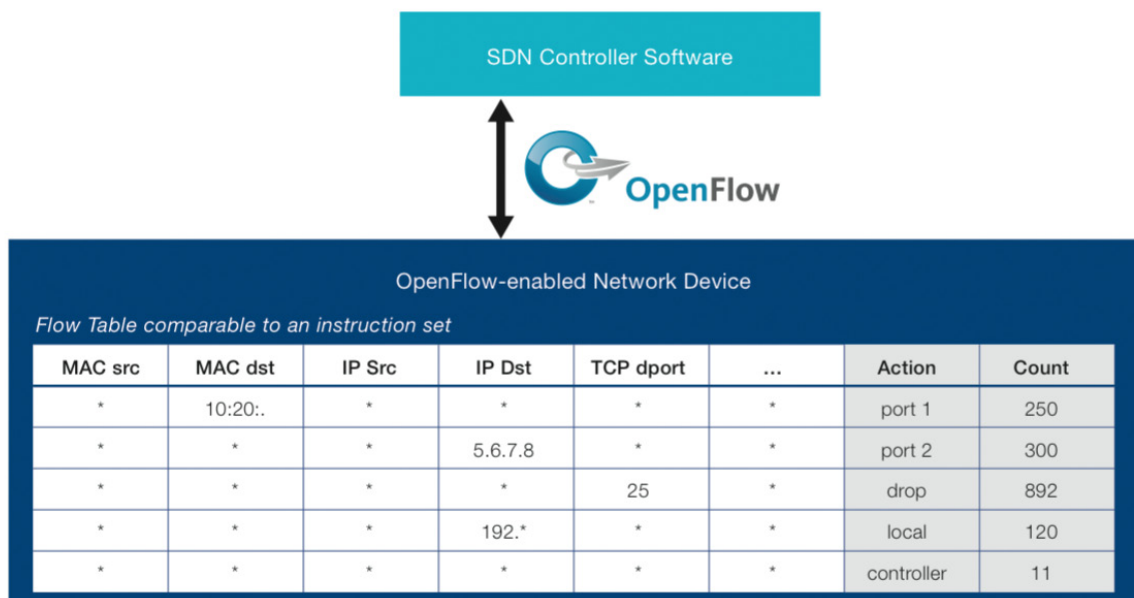 SDN Controller Software
OpenFlow
OpenFlow-enabled Network Device
Flow Table comparable to an instruction set
MAC src MAC dst IP Src IP Dst TCP dport ... Action Count
* 10:20:. * * * * port 1 250
* * * 5.6.7.8 * * port 2 300
* * * * 25 * drop 892
* * * 192.* * * local 120
* * * * * * controller 11